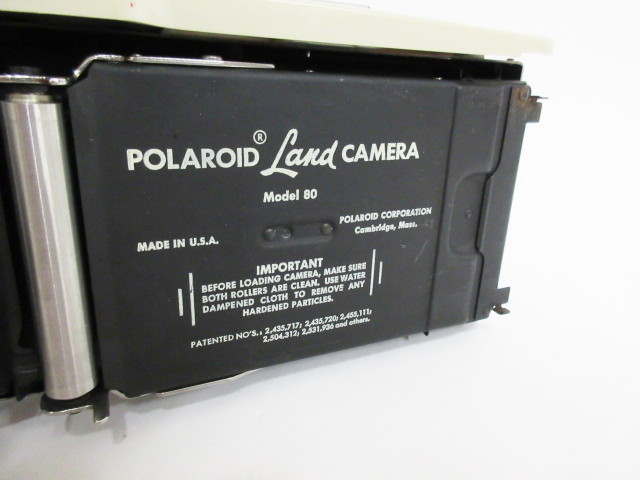 POLAROID® Land CAMERA
Model 80
MADE IN U.S.A.
POLAROID CORPORATION
Cambridge, Mass.
IMPORTANT
BEFORE LOADING CAMERA, MAKE SURE
BOTH ROLLERS ARE CLEAN. USE WATER
DAMPENED CLOTH TO REMOVE ANY
HARDENED PARTICLES.
PATENTED NO'S.: 2,435,717; 2,435,720; 2,455,111;
2,504,312; 2,531,936 and others.